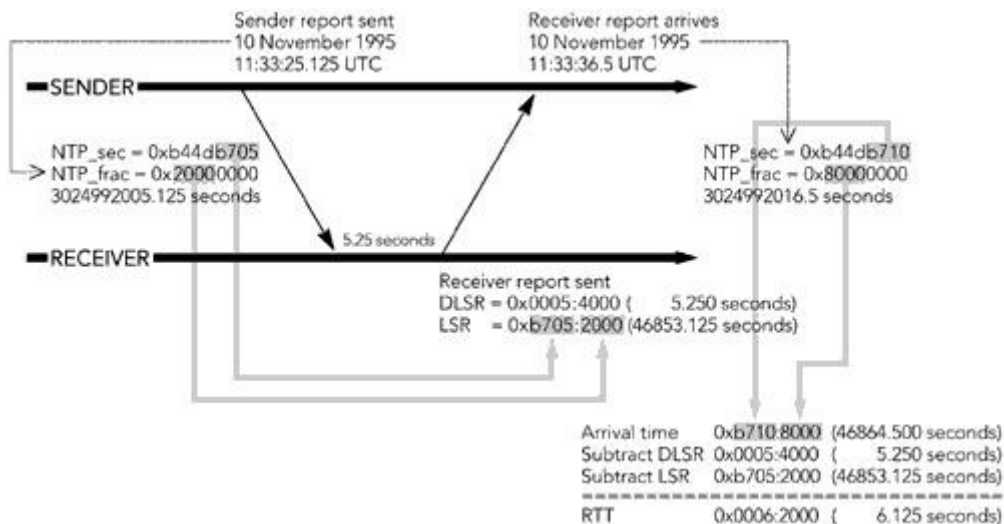 Sender report sent
10 November 1995
11:33:25.125 UTC
Receiver report arrives
10 November 1995
11:33:36.5 UTC
SENDER
NTP_sec = 0xb44db705
NTP_frac = 0x20000000
3024992005.125 seconds
NTP_sec = 0xb44db710
NTP_frac = 0x80000000
3024992016.5 seconds
5.25 seconds
RECEIVER
Receiver report sent
DLSR = 0x0005:4000 ( 5.250 seconds)
LSR = 0xb705:2000 (46853.125 seconds)
Arrival time 0xb710:8000 (46864.500 seconds)
Subtract DLSR 0x0005:4000 ( 5.250 seconds)
Subtract LSR 0xb705:2000 (46853.125 seconds)
RTT 0x0006:2000 ( 6.125 seconds)